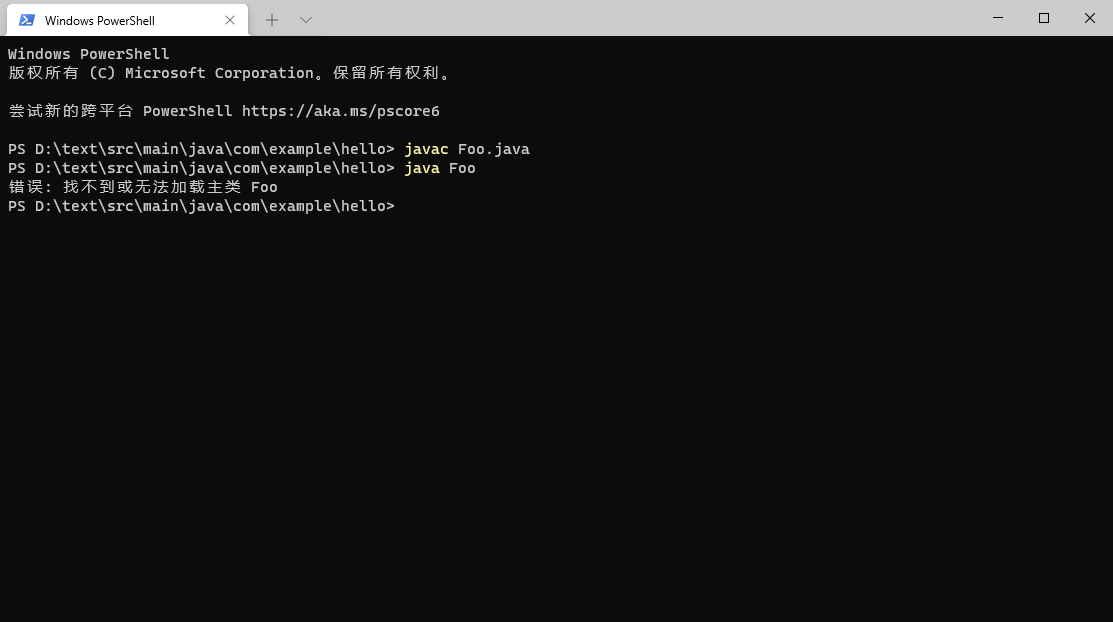 Windows PowerShell
Windows PowerShell
版权所有 (C) Microsoft Corporation。保留所有权利。
尝试新的跨平台 PowerShell https://aka.ms/pscore6
PS D:\text\src\main\java\com\example\hello> javac Foo.java
PS D:\text\src\main\java\com\example\hello> java Foo
错误: 找不到或无法加载主类 Foo
PS D:\text\src\main\java\com\example\hello>